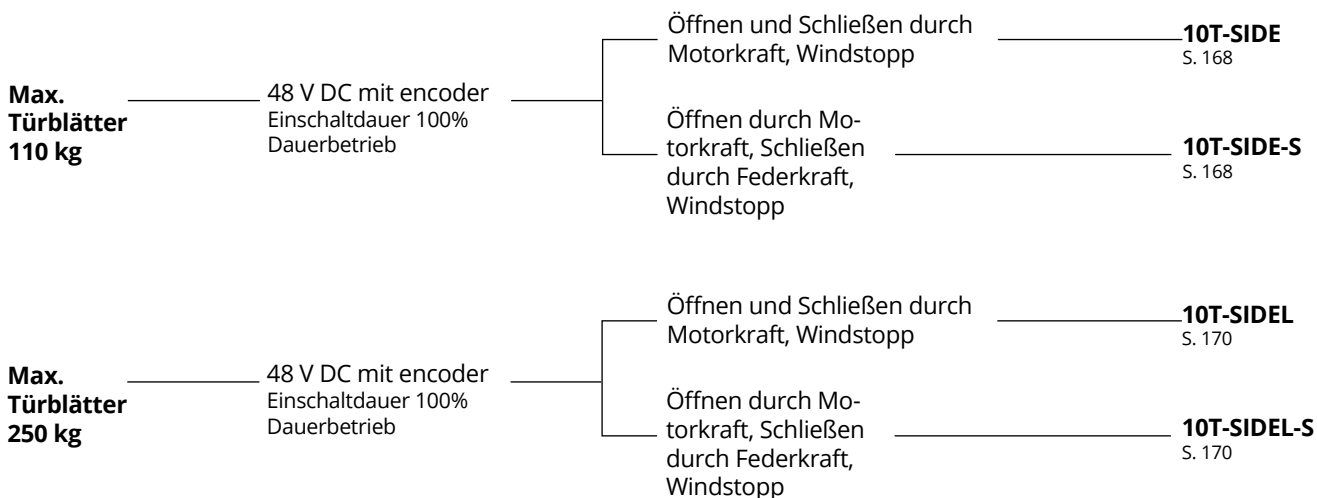 Max.
Türblätter
110 kg
48 V DC mit encoder
Einschaltdauer 100%
Dauerbetrieb
Öffnen und Schließen durch
Motorkraft, Windstopp
10T-SIDE
S. 168
Öffnen durch Mo-
torkraft, Schließen
durch Federkraft,
Windstopp
10T-SIDE-S
S. 168
Max.
Türblätter
250 kg
48 V DC mit encoder
Einschaltdauer 100%
Dauerbetrieb
Öffnen und Schließen durch
Motorkraft, Windstopp
10T-SIDEL
S. 170
Öffnen durch Mo-
torkraft, Schließen
durch Federkraft,
Windstopp
10T-SIDEL-S
S. 170